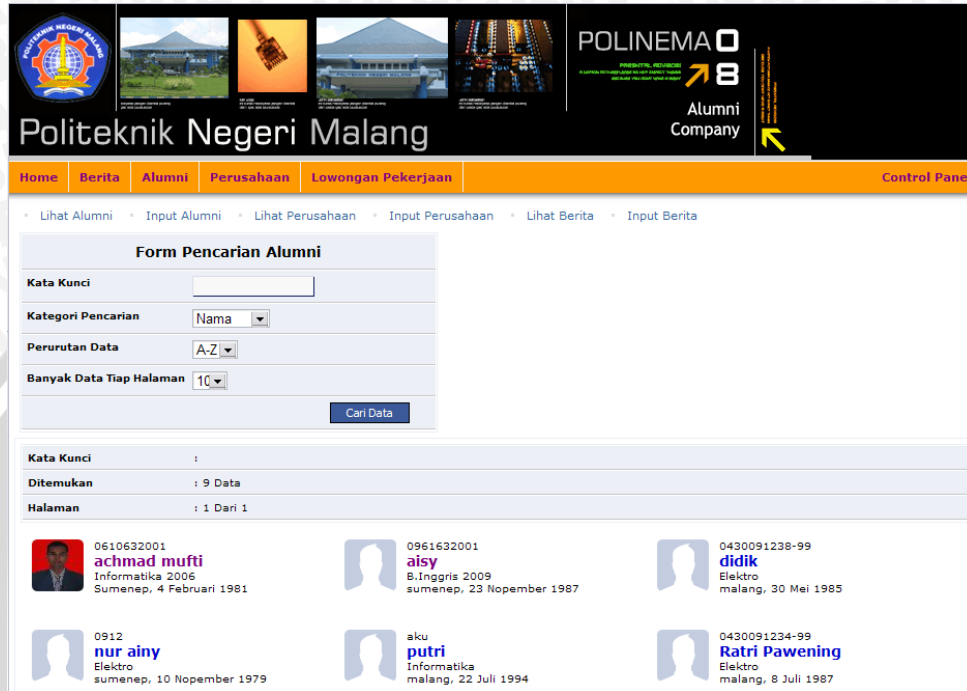 POLITEKNIK NEGERI MALANG
POLINEMA
08
Alumni
Company
Politeknik Negeri Malang
Home Berita Alumni Perusahaan Lowongan Pekerjaan Control Pane
Lihat Alumni Input Alumni Lihat Perusahaan Input Perusahaan Lihat Berita Input Berita
Form Pencarian Alumni
Kata Kunci
Kategori Pencarian Nama
Perurutan Data A-Z
Banyak Data Tiap Halaman 10
Cari Data
Kata Kunci :
Ditemukan : 9 Data
Halaman : 1 Dari 1
0610632001
achmad mufti
Informatika 2006
Sumenep, 4 Februari 1981
0961632001
aisy
B.Inggris 2009
sumenep, 23 Nopember 1987
0430091238-99
didik
Elektro
malang, 30 Mei 1985
0912
nur ainy
Elektro
sumenep, 10 Nopember 1979
aku
putri
Informatika
malang, 22 Juli 1994
0430091234-99
Ratri Pawening
Elektro
malang, 8 Juli 1987